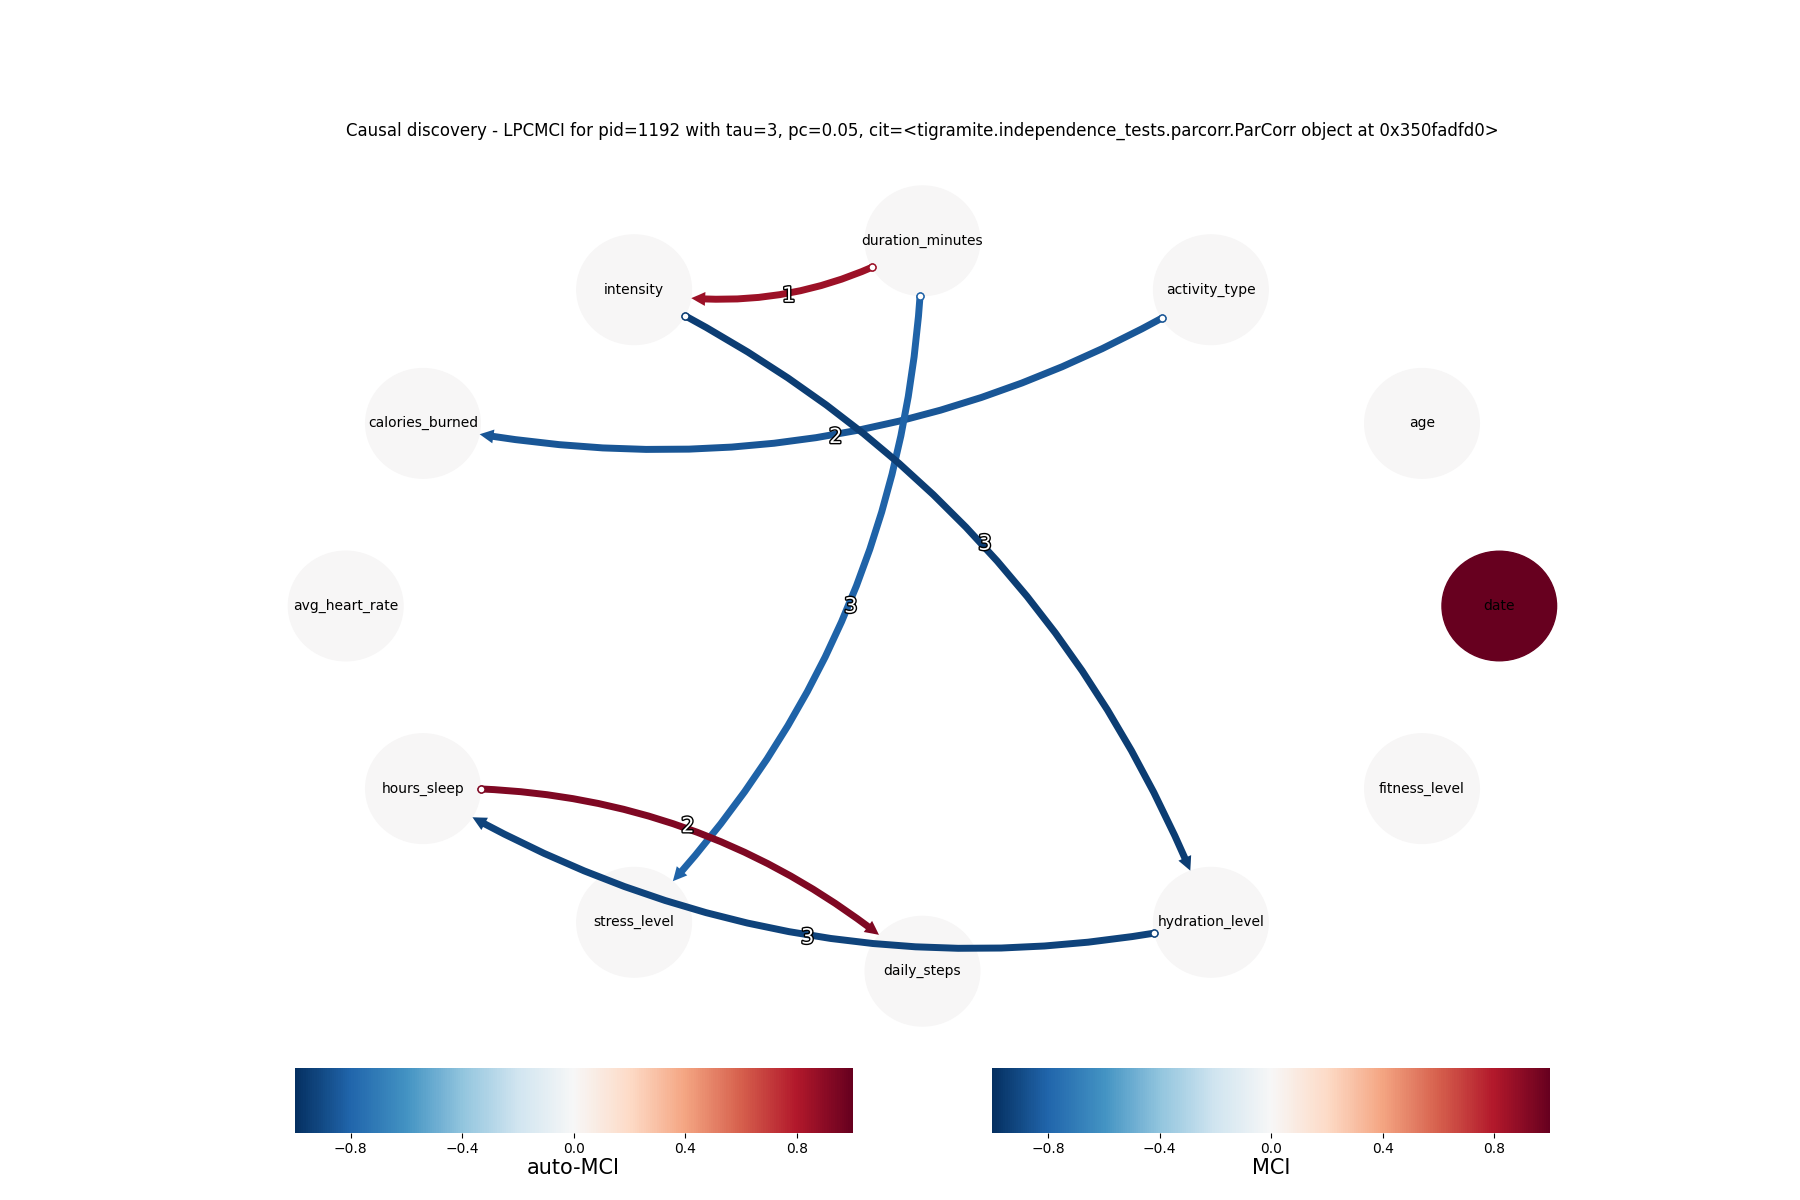 Causal discovery - LPCMCI for pid=1192 with tau=3, pc=0.05, cit=<tigramite.independence_tests.parcorr.ParCorr object at 0x350fadfd0>
duration_minutes
intensity
activity_type
1
calories_burned
age
2
3
avg_heart_rate
3
date
hours_sleep
fitness_level
2
stress_level
hydration_level
3
daily_steps
−0.8 −0.4 0.0 0.4 0.8
auto-MCI
−0.8 −0.4 0.0 0.4 0.8
MCI